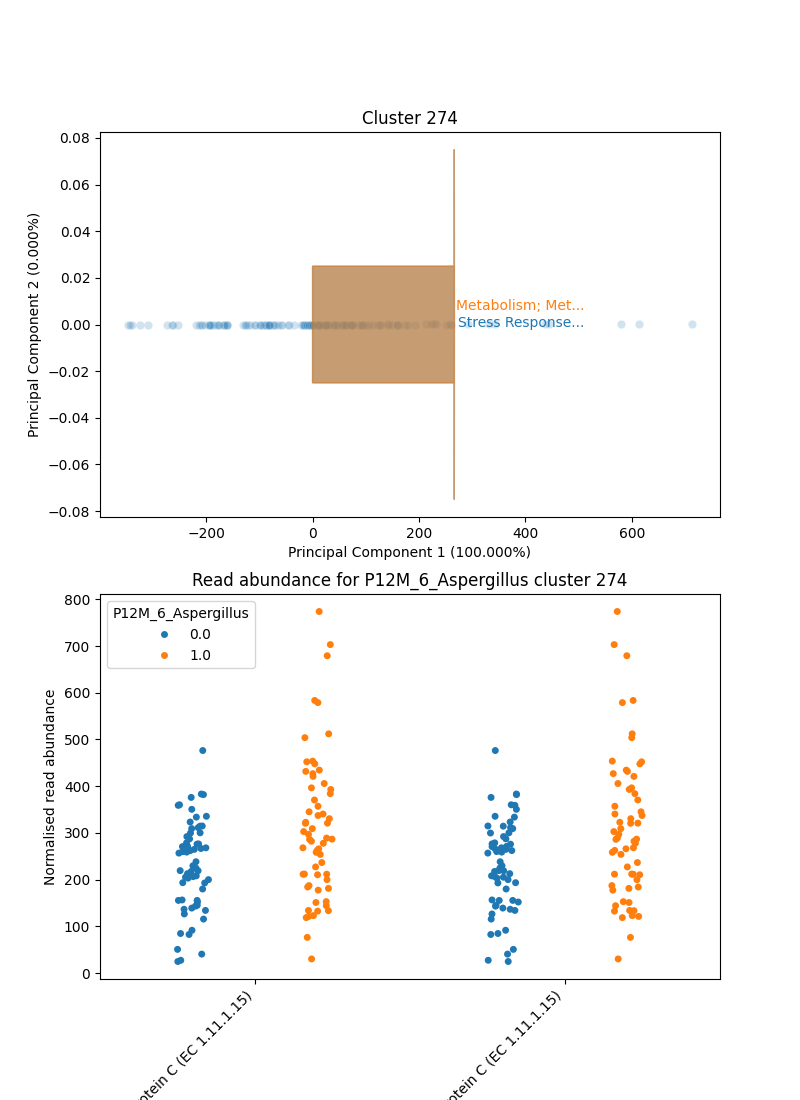 Cluster 274
0.08
0.06
0.04
0.02
0.00
−0.02
−0.04
−0.06
−0.08
Principal Component 2 (0.000%)
Metabolism; Met...
Stress Response...
−200
0
200
400
600
Principal Component 1 (100.000%)
Read abundance for P12M_6_Aspergillus cluster 274
800
700
600
500
400
300
200
100
0
Normalised read abundance
P12M_6_Aspergillus
0.0
1.0
C (EC 1.11.1.15)
C (EC 1.11.1.15)